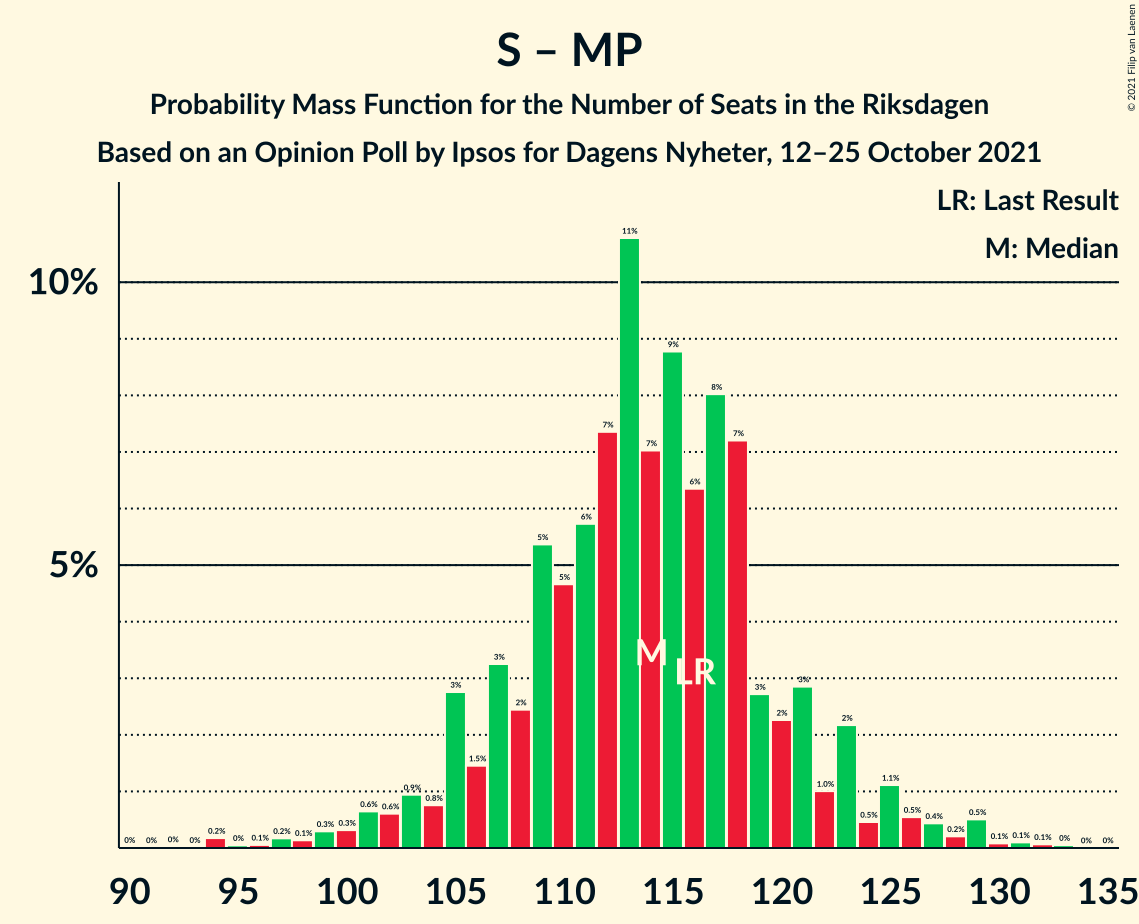 © 2021 Filip van Laenen
S – MP
Probability Mass Function for the Number of Seats in the Riksdagen
Based on an Opinion Poll by Ipsos for Dagens Nyheter, 12–25 October 2021
LR: Last Result
M: Median
10%
5%
0% 0% 0% 0% 0.2% 0% 0.1% 0.2% 0.1% 0.3% 0.3% 0.6% 0.6% 0.9% 0.8% 3% 1.5% 3% 2% 5% 5% 6% 7% 11% 7% 9% 6% 8% 7% 3% 2% 3% 1.0% 2% 0.5% 1.1% 0.5% 0.4% 0.2% 0.5% 0.1% 0.1% 0.1% 0% 0% 0%
M
LR
90 95 100 105 110 115 120 125 130 135